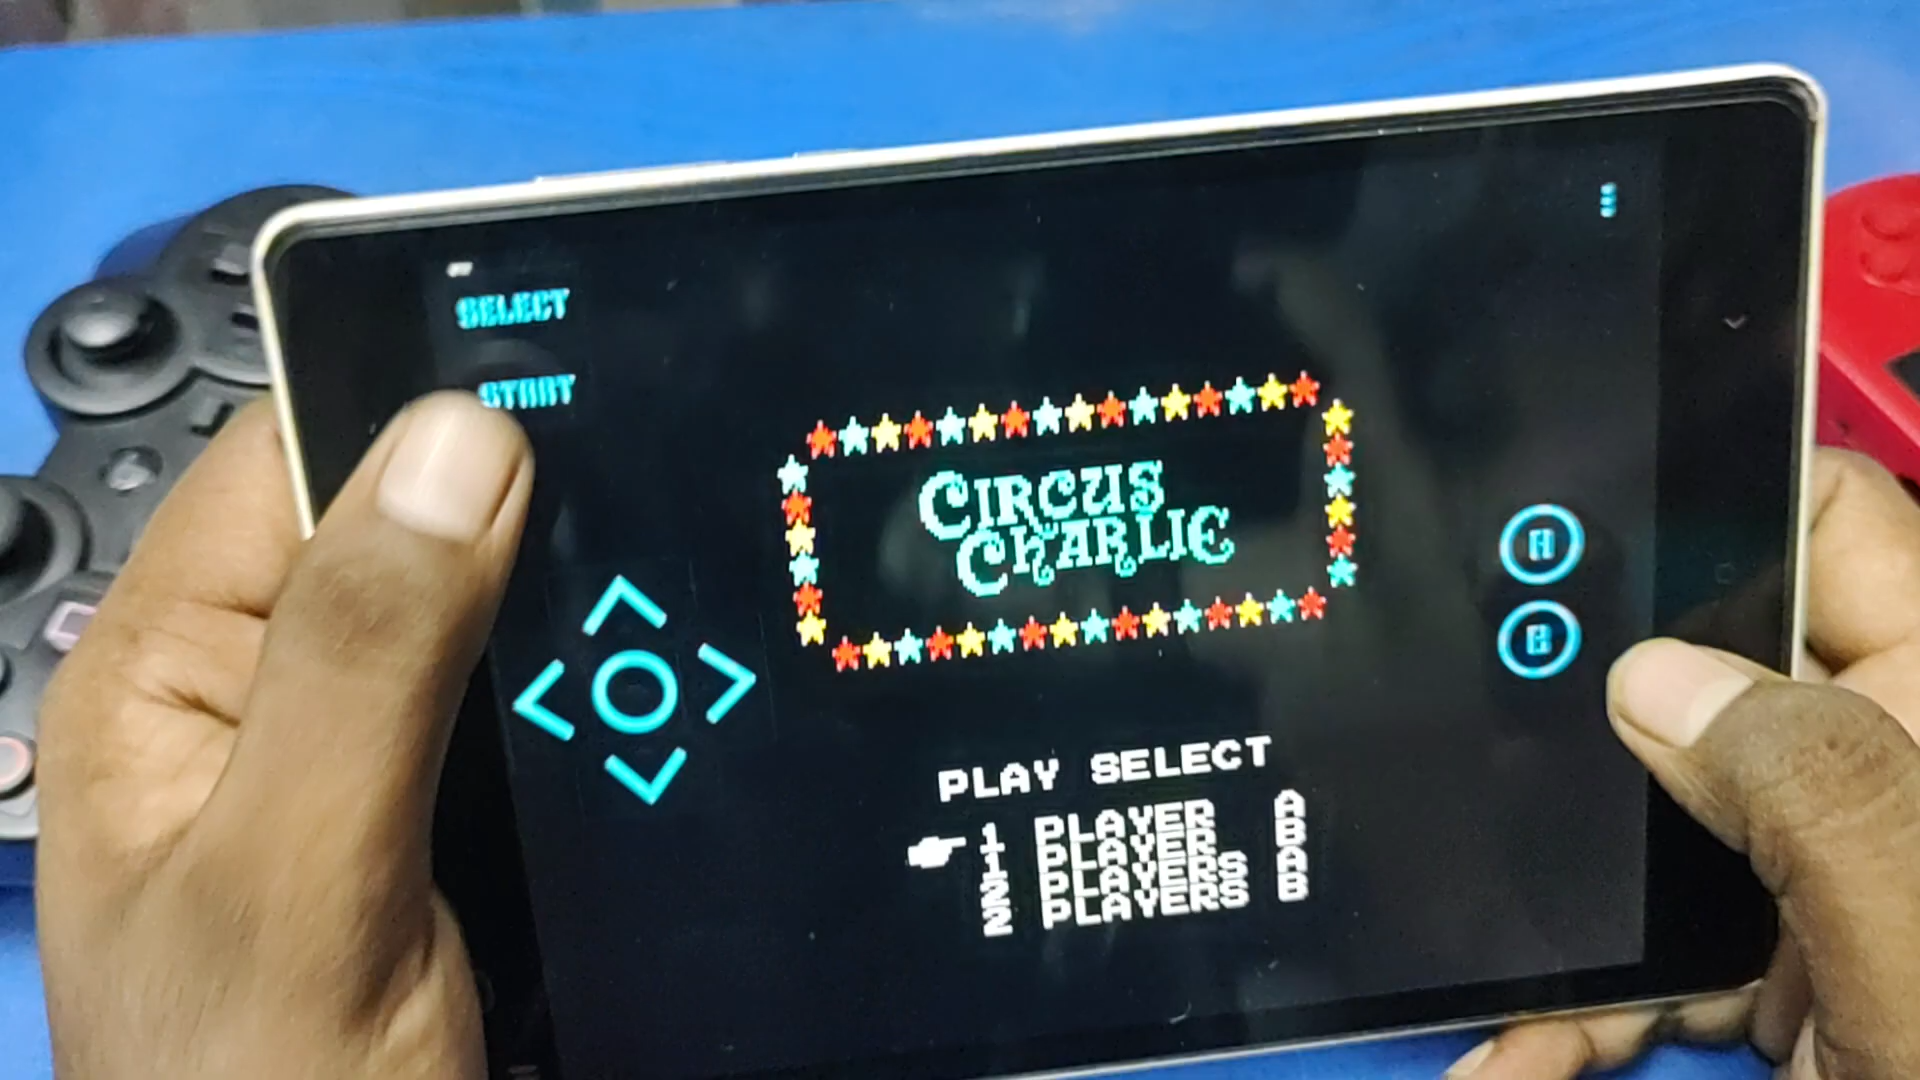 SELECT
START
CIRCUS
CHARLIE
A
B
PLAY SELECT
1 PLAYER A
1 PLAYER B
2 PLAYERS A
2 PLAYERS B